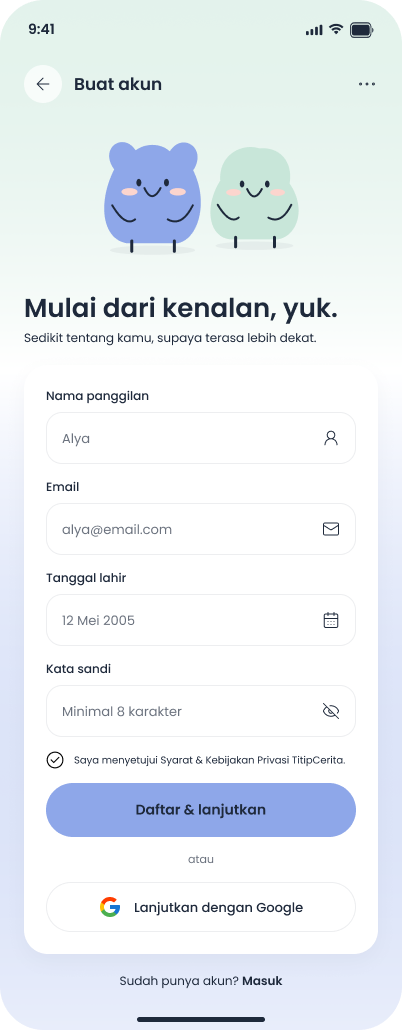 9:41
Buat akun
Mulai dari kenalan, yuk.
Sedikit tentang kamu, supaya terasa lebih dekat.
Nama panggilan
Alya
Email
alya@email.com
Tanggal lahir
12 Mei 2005
Kata sandi
Minimal 8 karakter
Saya menyetujui Syarat & Kebijakan Privasi TitipCerita.
Daftar & lanjutkan
atau
Lanjutkan dengan Google
Sudah punya akun? Masuk